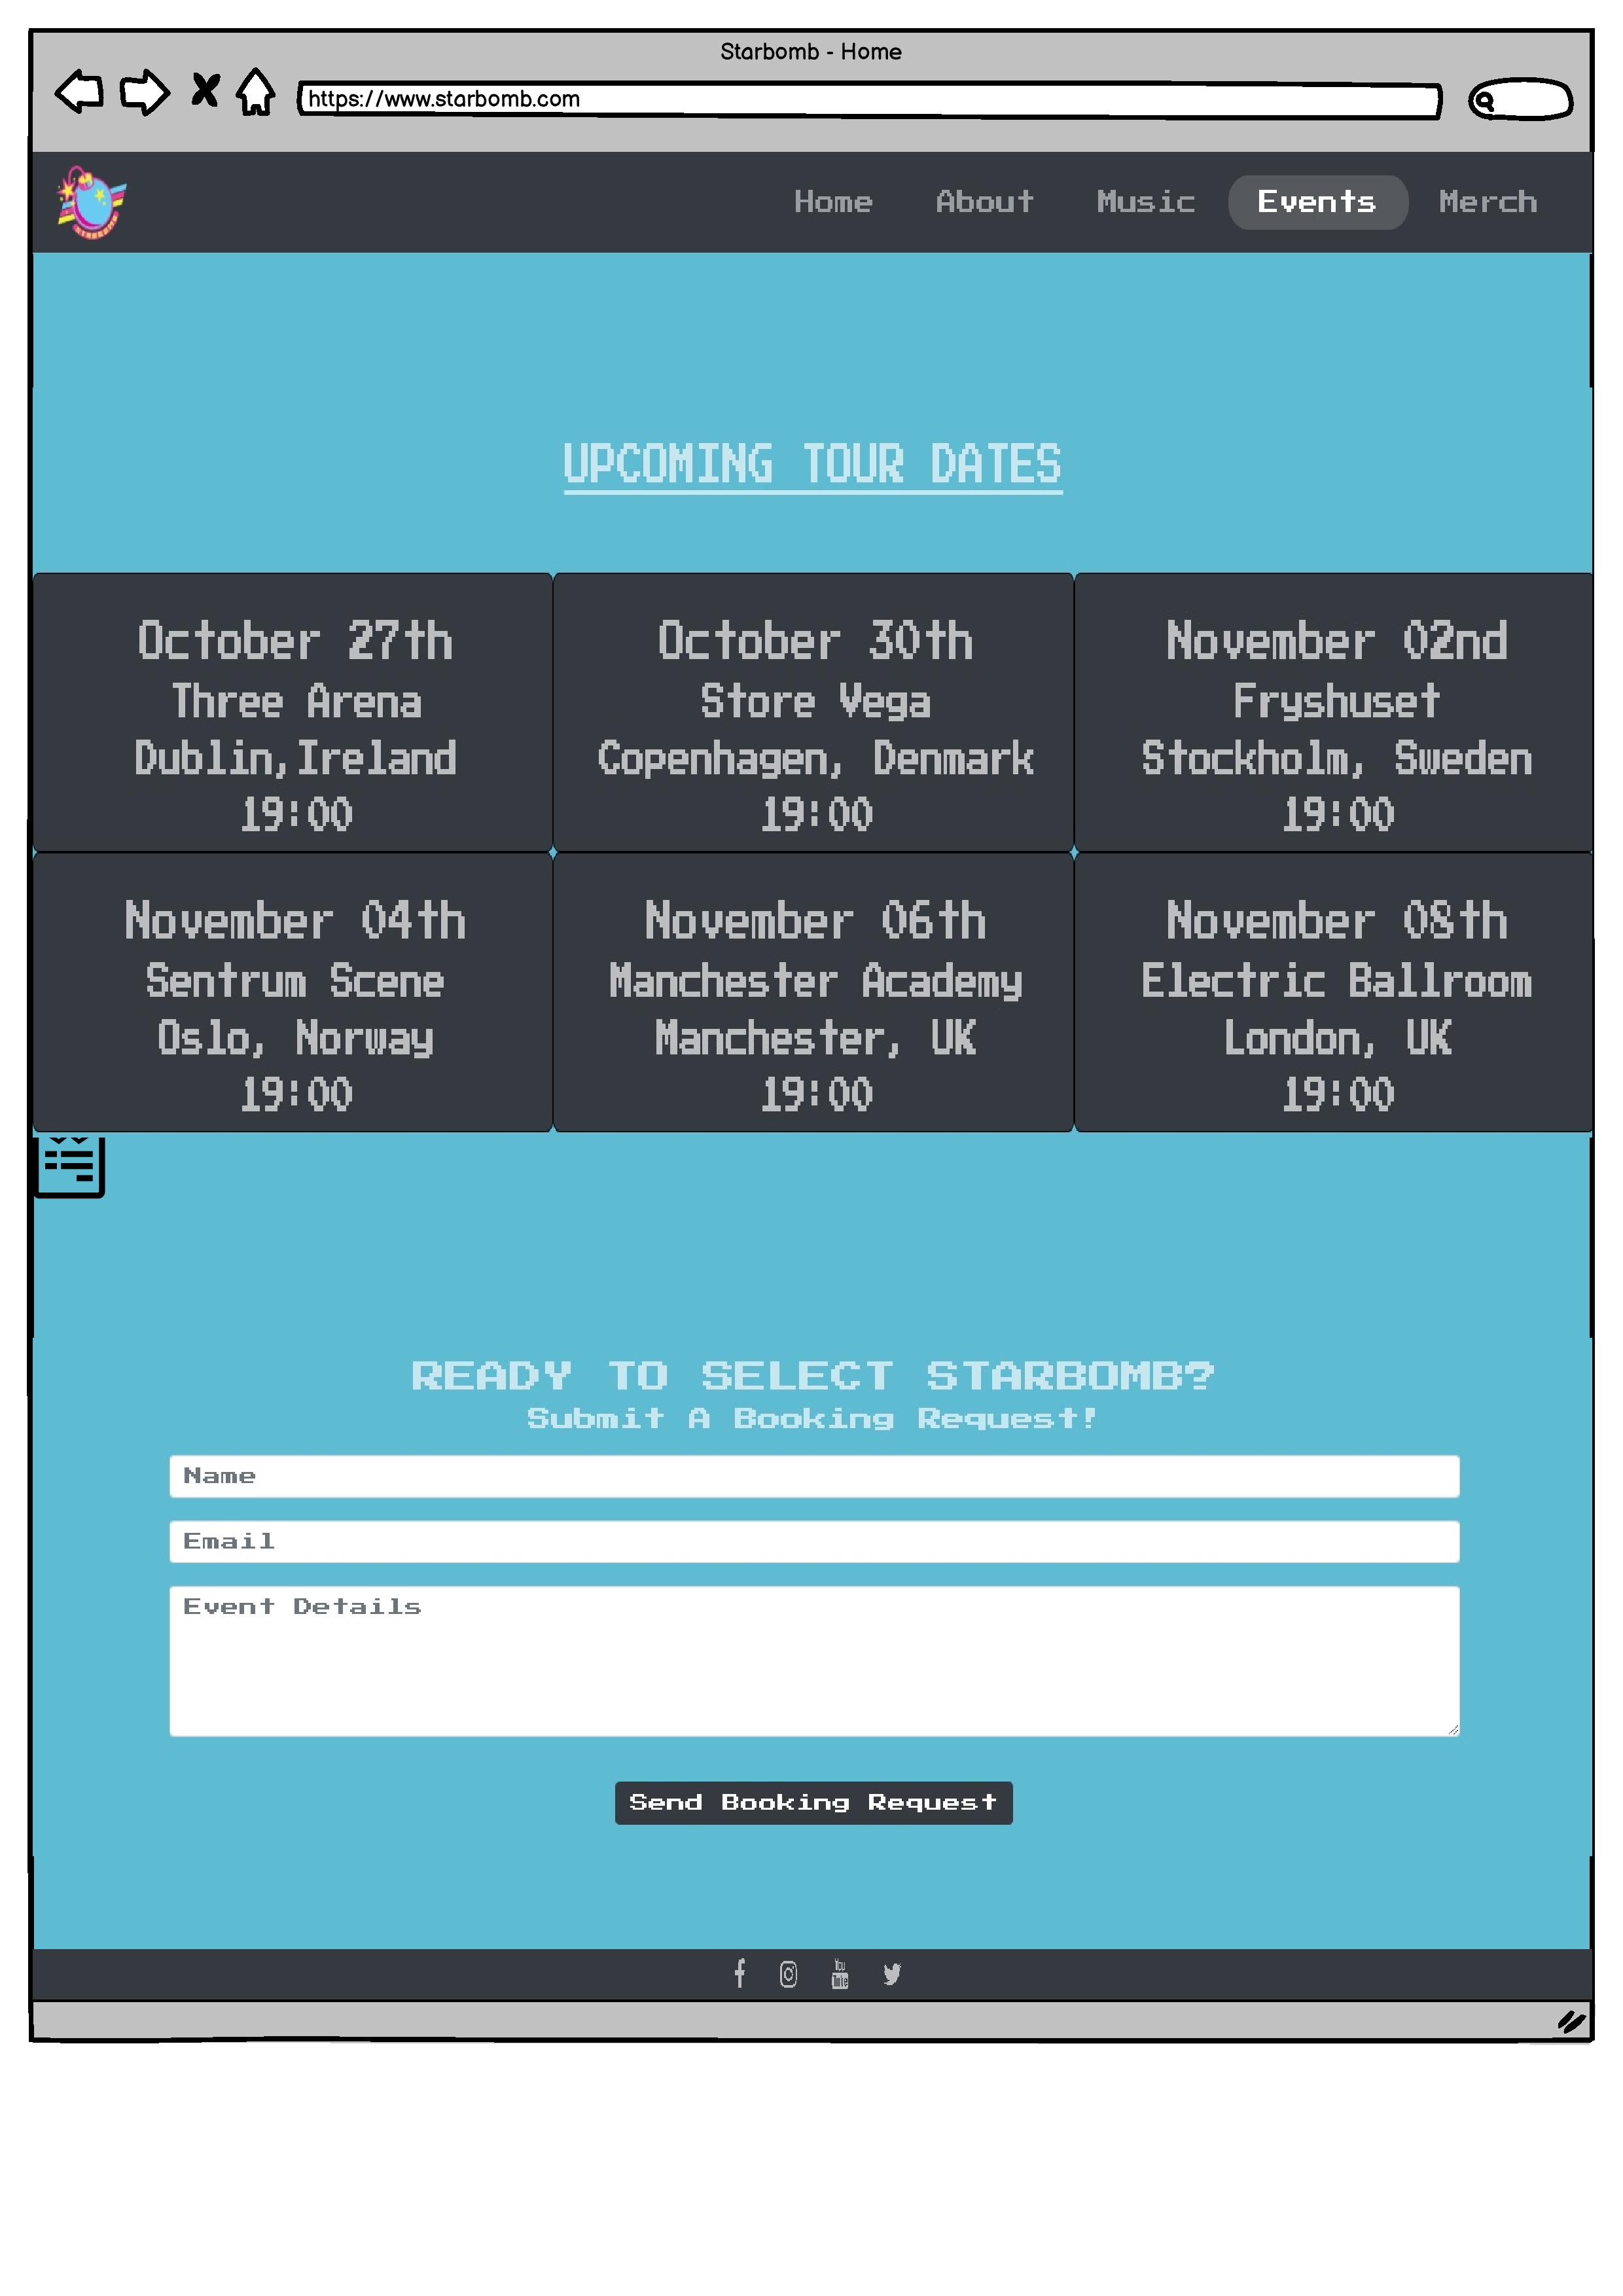 Starbomb - Home
https://www.starbomb.com
Home About Music Events Merch
UPCOMING TOUR DATES
October 27th
Three Arena
Dublin,Ireland
19:00
October 30th
Store Vega
Copenhagen, Denmark
19:00
November 02nd
Fryshuset
Stockholm, Sweden
19:00
November 04th
Sentrum Scene
Oslo, Norway
19:00
November 06th
Manchester Academy
Manchester, UK
19:00
November 08th
Electric Ballroom
London, UK
19:00
READY TO SELECT STARBOMB?
Submit A Booking Request!
Name
Email
Event Details
Send Booking Request
You
Tube